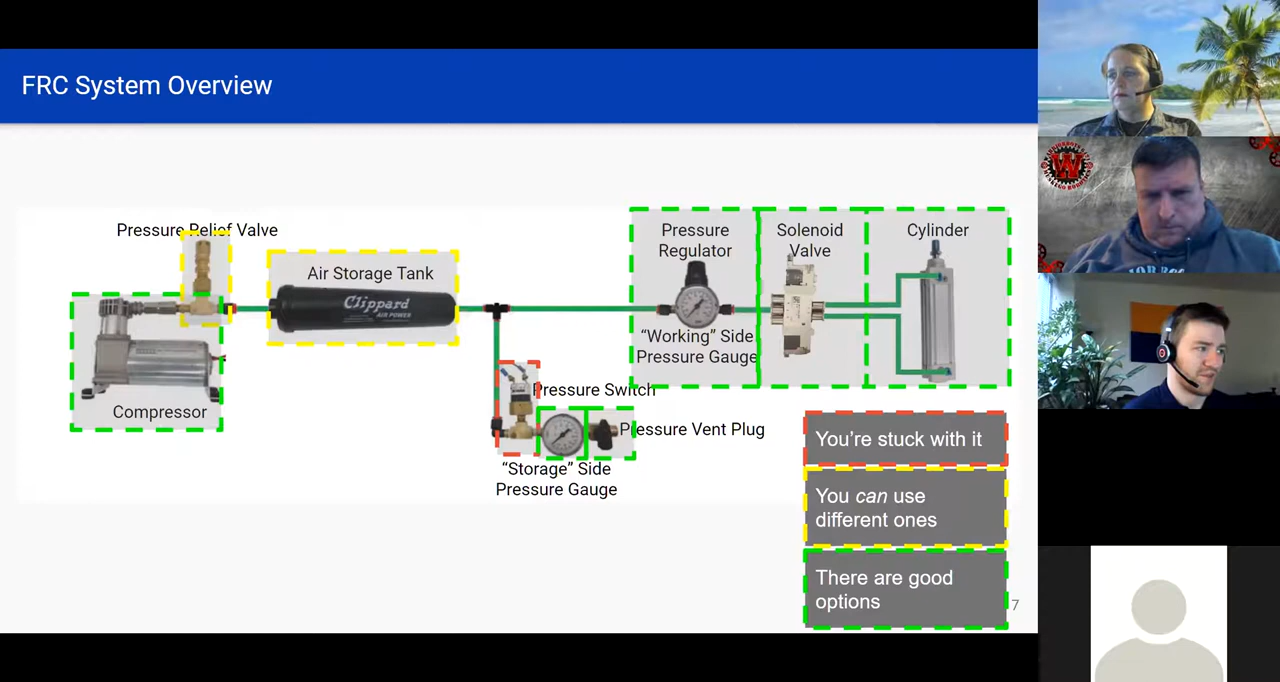 FRC System Overview
Pressure Relief Valve
Air Storage Tank
Clippard
AIR POWER
Compressor
Pressure
Regulator
"Working" Side
Pressure Gauge
Solenoid
Valve
Cylinder
Pressure Switch
Pressure Vent Plug
"Storage" Side
Pressure Gauge
You're stuck with it
You can use
different ones
There are good
options
7
W